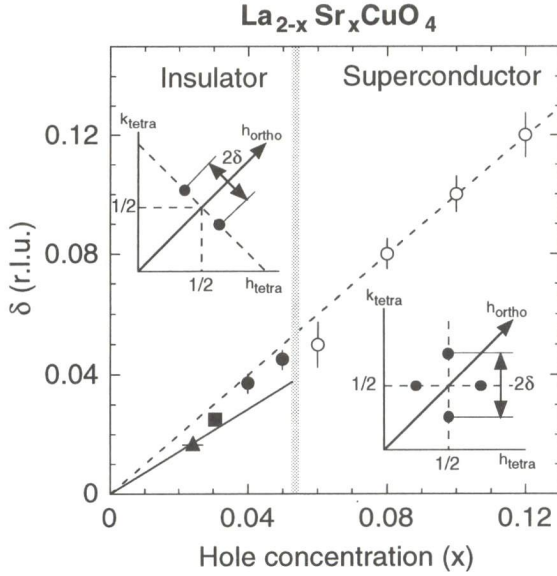 La2-xSrxCuO4
Insulator
Superconductor
ktetra
hortho
2δ
1/2
1/2
htetra
ktetra
hortho
1/2
2δ
1/2
htetra
δ (r.l.u.)
0.12
0.08
0.04
0
0 0.04 0.08 0.12
Hole concentration (x)